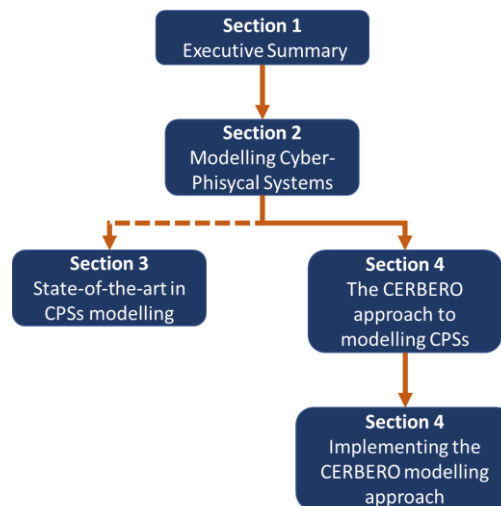 Section 1
Executive Summary
Section 2
Modelling Cyber-
Phisycal Systems
Section 3
State-of-the-art in
CPSs modelling
Section 4
The CERBERO
approach to
modelling CPSs
Section 4
Implementing the
CERBERO modelling
approach